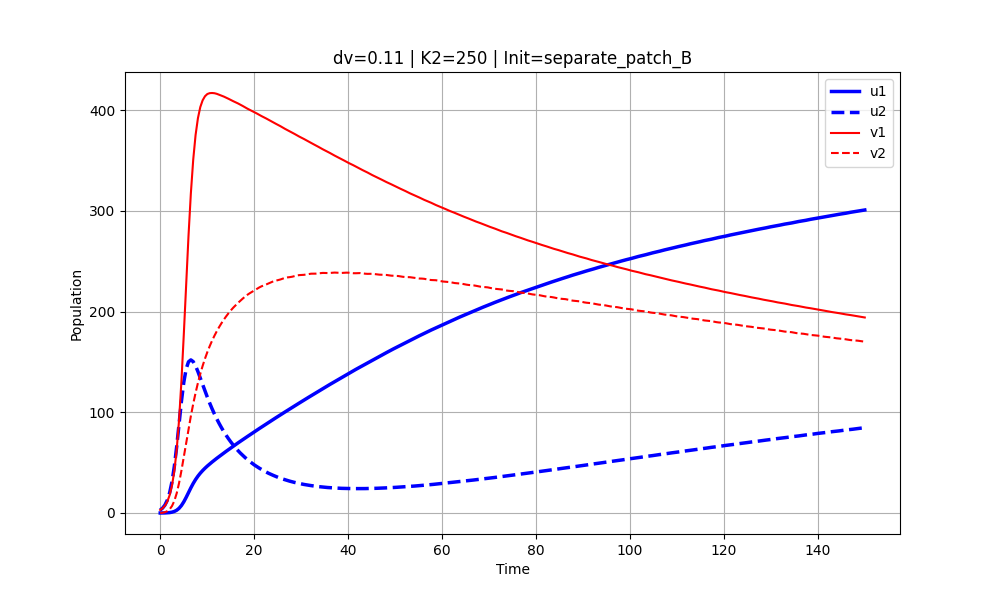 dv=0.11 | K2=250 | Init=separate_patch_B
u1
u2
v1
v2
400
300
200
100
0
Population
0 20 40 60 80 100 120 140
Time